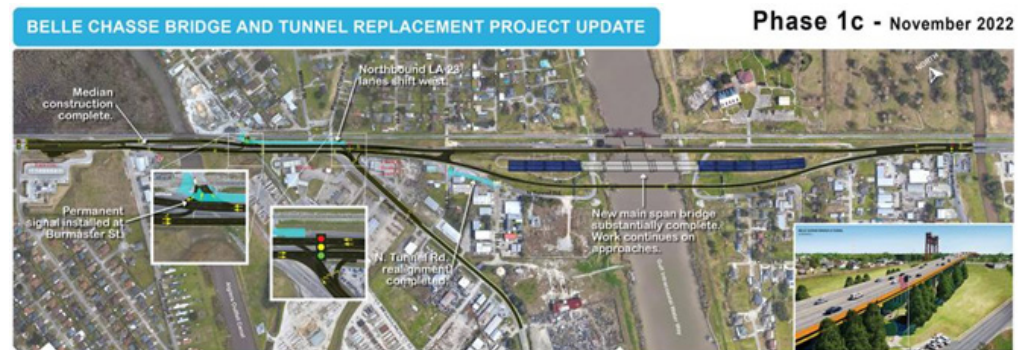 BELLE CHASSE BRIDGE AND TUNNEL REPLACEMENT PROJECT UPDATE
Phase 1c - November 2022
Median
construction
complete.
Northbound LA 23
lanes shift west.
Permanent
signal installed at
Burmaster St.
N. Tunnel Rd.
realignment
completed.
New main span bridge
substantially complete.
Work continues on
approaches.